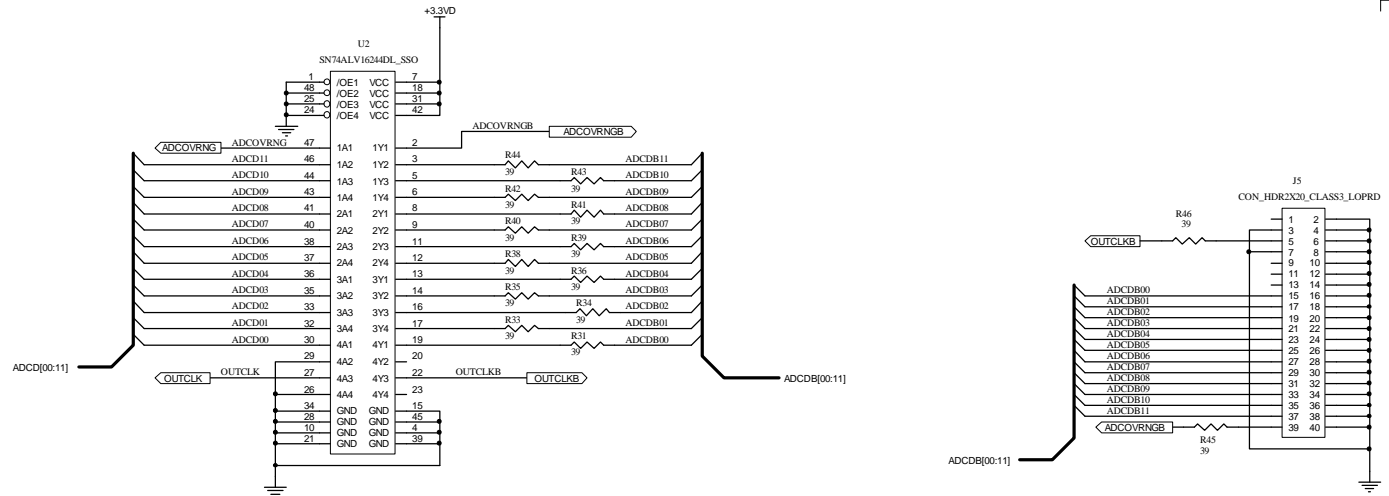 +3.3VD
U2
SN74ALV16244DL_SSO
1 /OE1 VCC 7
48 /OE2 VCC 18
25 /OE3 VCC 31
24 /OE4 VCC 42
ADCOVRNG ADCOVRNG 47 1A1 1Y1 2 ADCOVRNGB ADCOVRNGB
ADCD11 46 1A2 1Y2 3 R44 39 ADCDB11
ADCD10 44 1A3 1Y3 5 R43 39 ADCDB10
ADCD09 43 1A4 1Y4 6 R42 39 ADCDB09
ADCD08 41 2A1 2Y1 8 R41 39 ADCDB08
ADCD07 40 2A2 2Y2 9 R40 39 ADCDB07
ADCD06 38 2A3 2Y3 11 R39 39 ADCDB06
ADCD05 37 2A4 2Y4 12 R38 39 ADCDB05
ADCD04 36 3A1 3Y1 13 R36 39 ADCDB04
ADCD03 35 3A2 3Y2 14 R35 39 ADCDB03
ADCD02 33 3A3 3Y3 16 R34 39 ADCDB02
ADCD01 32 3A4 3Y4 17 R33 39 ADCDB01
ADCD00 30 4A1 4Y1 19 R31 39 ADCDB00
29 4A2 4Y2 20
OUTCLK OUTCLK 27 4A3 4Y3 22 OUTCLKB OUTCLKB
26 4A4 4Y4 23
34 GND GND 15
28 GND GND 45
10 GND GND 4
21 GND GND 39
ADCD[00:11]
ADCDB[00:11]
J5
CON_HDR2X20_CLASS3_LOPRD
R46
39
1 2
3 4
OUTCLKB 5 6
7 8
9 10
11 12
13 14
ADCDB00 15 16
ADCDB01 17 18
ADCDB02 19 20
ADCDB03 21 22
ADCDB04 23 24
ADCDB05 25 26
ADCDB06 27 28
ADCDB07 29 30
ADCDB08 31 32
ADCDB09 33 34
ADCDB10 35 36
ADCDB11 37 38
ADCOVRNGB 39 40
R45
39
ADCDB[00:11]